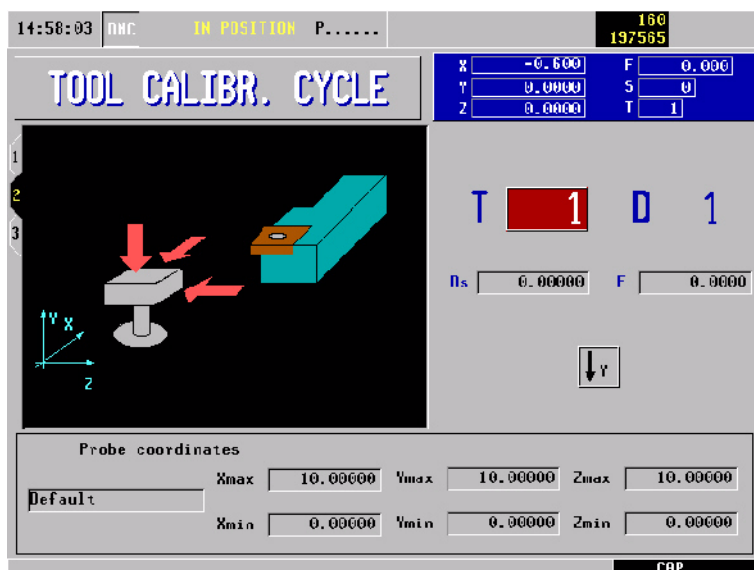 14:58:03 DNC IN POSITION P...... 160
197565
TOOL CALIBR. CYCLE
X -0.600 F 0.000
Y 0.0000 S 0
Z 0.0000 T 1
1
2
3
T 1 D 1
Ds 0.00000 F 0.0000
Y
Y X
Z
Probe coordinates
Default
Xmax 10.00000 Ymax 10.00000 Zmax 10.00000
Xmin 0.00000 Ymin 0.00000 Zmin 0.00000
CAP